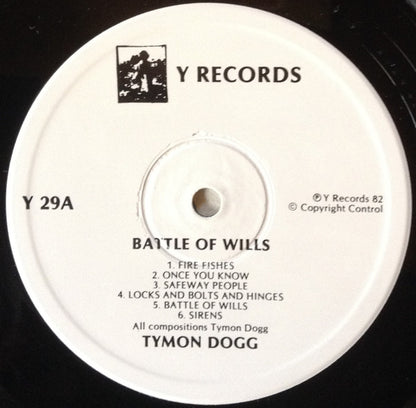 Y RECORDS
Y 29A
℗ Y Records 82
© Copyright Control
BATTLE OF WILLS
1. FIRE FISHES
2. ONCE YOU KNOW
3. SAFEWAY PEOPLE
4. LOCKS AND BOLTS AND HINGES
5. BATTLE OF WILLS
6. SIRENS
All compositions Tymon Dogg
TYMON DOGG